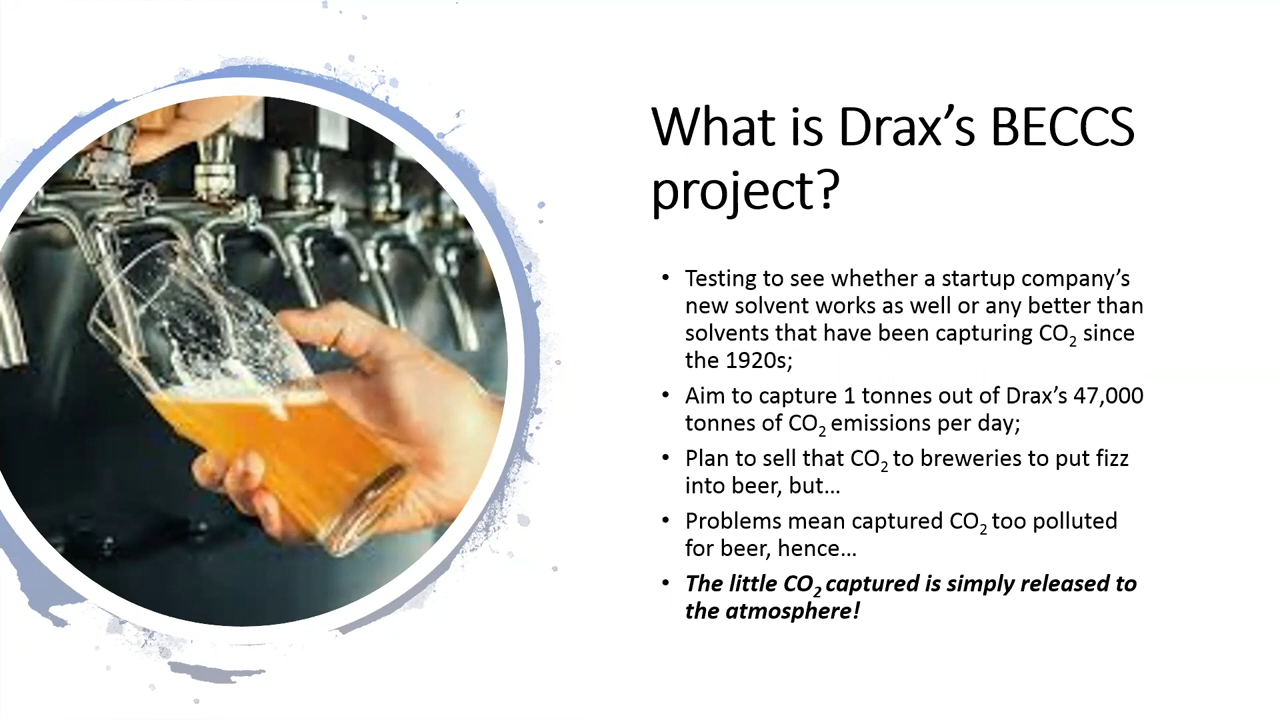 What is Drax’s BECCS
project?
• Testing to see whether a startup company’s
new solvent works as well or any better than
solvents that have been capturing CO₂ since
the 1920s;
• Aim to capture 1 tonnes out of Drax’s 47,000
tonnes of CO₂ emissions per day;
• Plan to sell that CO₂ to breweries to put fizz
into beer, but…
• Problems mean captured CO₂ too polluted
for beer, hence…
• The little CO₂ captured is simply released to
the atmosphere!